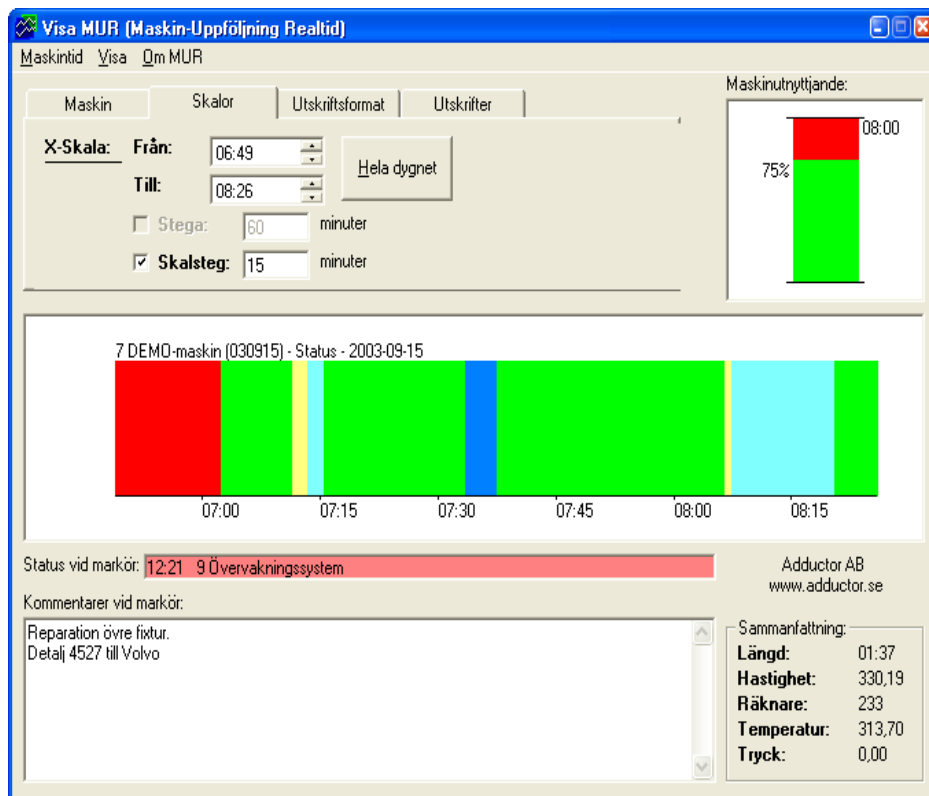 Visa MUR (Maskin-Uppföljning Realtid)
Maskintid Visa Om MUR
Maskin Skalor Utskriftsformat Utskrifter
X-Skala: Från: 06:49 Hela dygnet
Till: 08:26
Stega: 60 minuter
Skalsteg: 15 minuter
Maskinutnyttjande:
08:00
75%
7 DEMO-maskin (030915) - Status - 2003-09-15
07:00 07:15 07:30 07:45 08:00 08:15
Status vid markör: 12:21 9 Övervakningssystem
Adductor AB
www.adductor.se
Kommentarer vid markör:
Reparation övre fixtur.
Detalj 4527 till Volvo
Sammanfattning:
Längd: 01:37
Hastighet: 330,19
Räknare: 233
Temperatur: 313,70
Tryck: 0,00